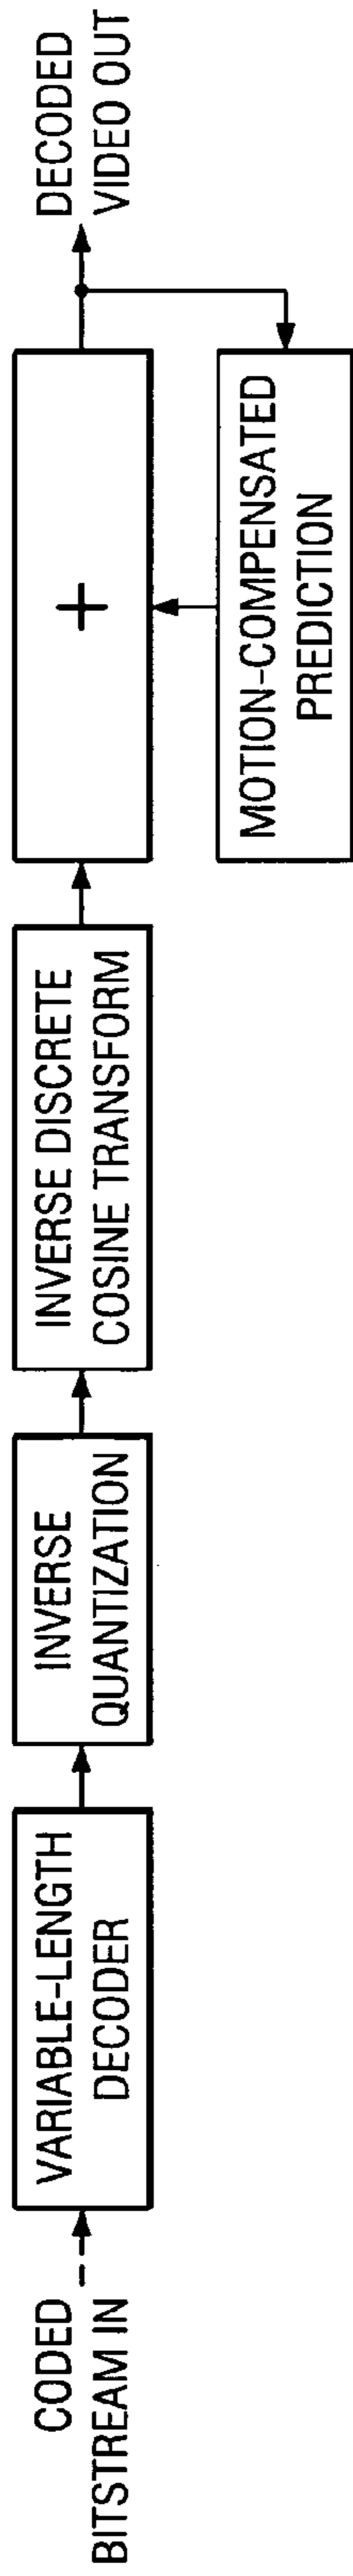 CODED
BITSTREAM IN
VARIABLE-LENGTH
DECODER
INVERSE
QUANTIZATION
INVERSE DISCRETE
COSINE TRANSFORM
+
DECODED
VIDEO OUT
MOTION-COMPENSATED
PREDICTION